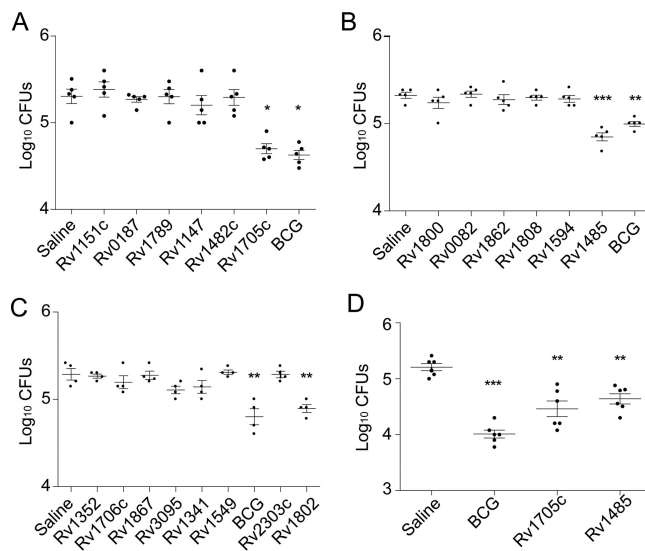 A
Log10 CFUs
6
5
4
* *
Saline Rv1151c Rv0187 Rv1789 Rv1147 Rv1482c Rv1705c BCG
B
Log10 CFUs
6
5
4
*** **
Saline Rv1800 Rv0082 Rv1862 Rv1808 Rv1594 Rv1485 BCG
C
Log10 CFUs
6
5
4
** **
Saline Rv1352 Rv1706c Rv1867 Rv3095 Rv1341 Rv1549 BCG Rv2303c Rv1802
D
Log10 CFUs
6
5
4
3
*** ** **
Saline BCG Rv1705c Rv1485